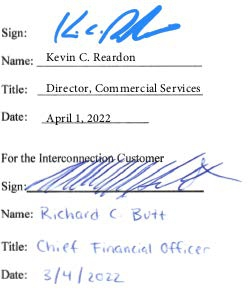 Sign:
Name: Kevin C. Reardon
Title: Director, Commercial Services
Date: April 1, 2022
For the Interconnection Customer
Sign:
Name: Richard C Butt
Title: Chief Financial Officer
Date: 3/4/2022